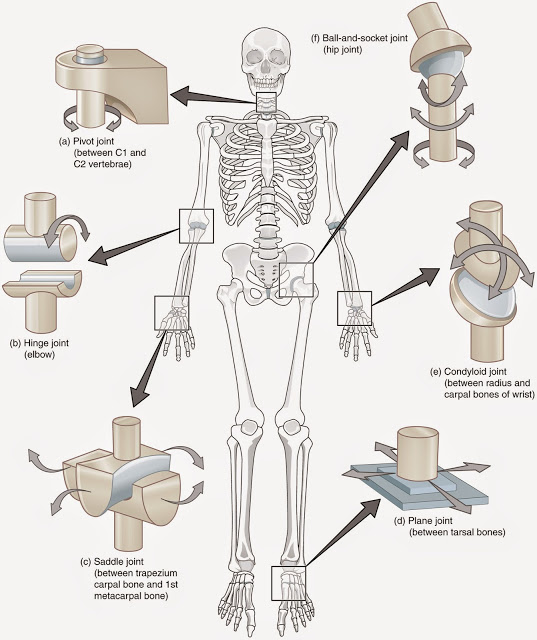 (f) Ball-and-socket joint
(hip joint)
(a) Pivot joint
(between C1 and
C2 vertebrae)
(b) Hinge joint
(elbow)
(e) Condyloid joint
(between radius and
carpal bones of wrist)
(d) Plane joint
(between tarsal bones)
(c) Saddle joint
(between trapezium
carpal bone and 1st
metacarpal bone)